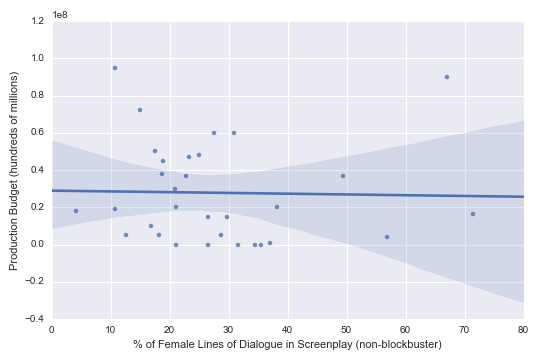 1e8
1.2
1.0
0.8
0.6
0.4
0.2
0.0
−0.2
−0.4
0 10 20 30 40 50 60 70 80
Production Budget (hundreds of millions)
% of Female Lines of Dialogue in Screenplay (non-blockbuster)